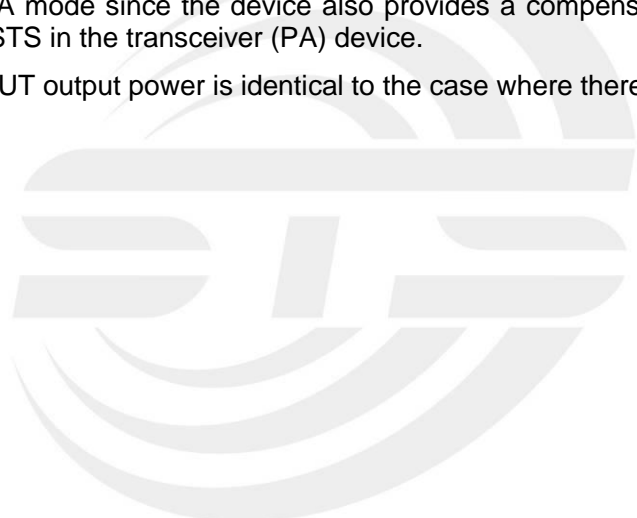 A mode since the device also provides a compens
STS in the transceiver (PA) device.
UT output power is identical to the case where there
STS